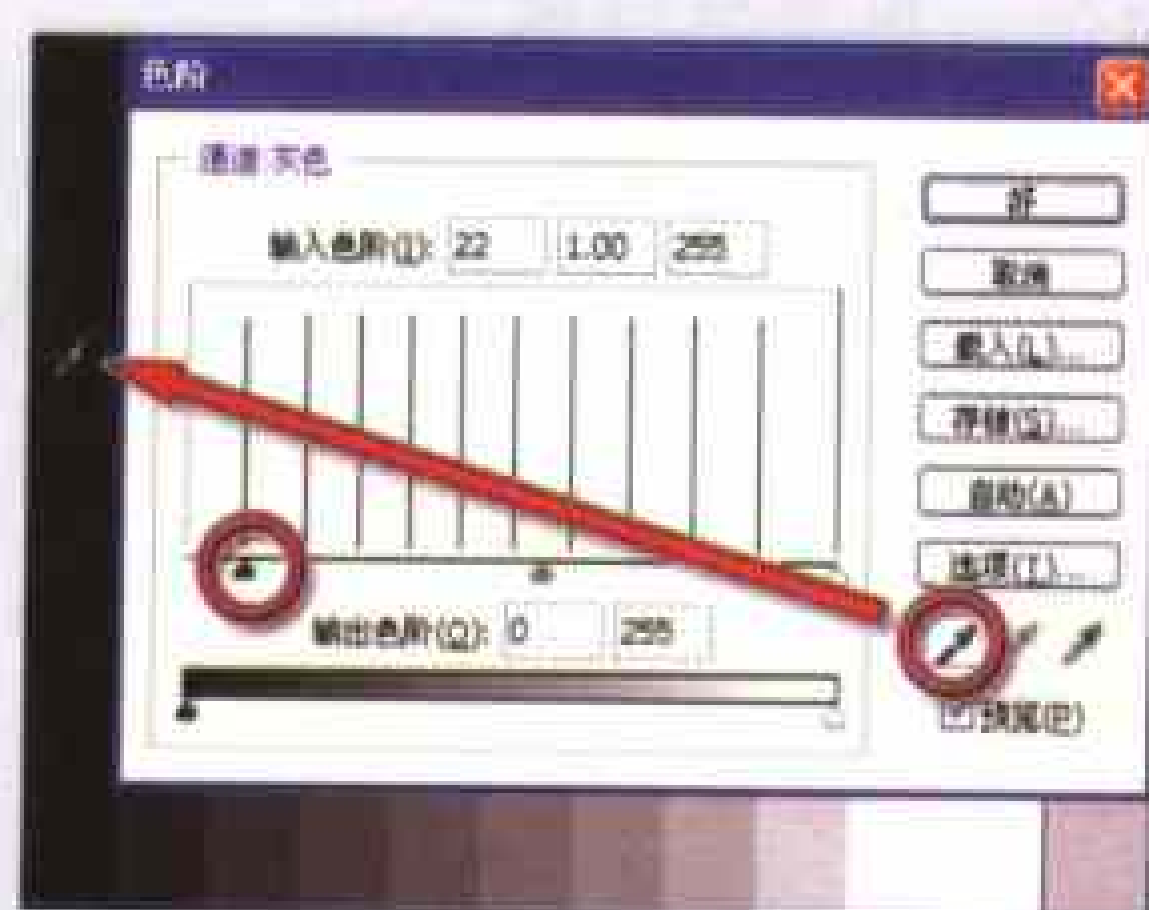 色阶
通道:灰色
输入色阶(I): 22 1.00 255
好
取消
载入(L)...
存储(S)...
自动(A)
选项(T)...
输出色阶(O): 0 255
预览(P)